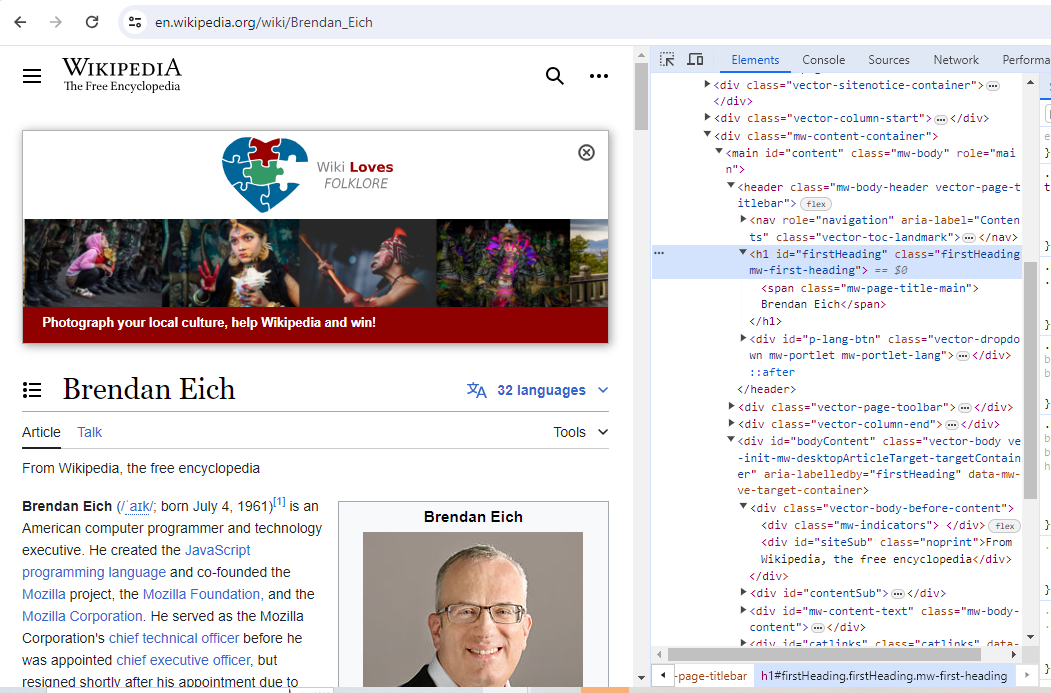 en.wikipedia.org/wiki/Brendan_Eich
WIKIPEDIA
The Free Encyclopedia
Wiki Loves
FOLKLORE
Photograph your local culture, help Wikipedia and win!
Brendan Eich
32 languages
Article Talk
Tools
From Wikipedia, the free encyclopedia
Brendan Eich (/ˈaɪk/; born July 4, 1961)[1] is an
American computer programmer and technology
executive. He created the JavaScript
programming language and co-founded the
Mozilla project, the Mozilla Foundation, and the
Mozilla Corporation. He served as the Mozilla
Corporation's chief technical officer before he
was appointed chief executive officer, but
resigned shortly after his appointment due to
Brendan Eich
Elements Console Sources Network Performa
<div class="vector-sitenotice-container"> …
</div>
<div class="vector-column-start"> … </div>
<div class="mw-content-container">
<main id="content" class="mw-body" role="mai
n">
<header class="mw-body-header vector-page-t
itlebar"> flex
<nav role="navigation" aria-label="Conten
ts" class="vector-toc-landmark"> … </nav>
<h1 id="firstHeading" class="firstHeading
mw-first-heading"> == $0
<span class="mw-page-title-main">
Brendan Eich</span>
</h1>
<div id="p-lang-btn" class="vector-dropdo
wn mw-portlet mw-portlet-lang"> … </div>
::after
</header>
<div class="vector-page-toolbar"> … </div>
<div class="vector-column-end"> … </div>
<div id="bodyContent" class="vector-body ve
-init-mw-desktopArticleTarget-targetContain
er" aria-labelledby="firstHeading" data-mw-
ve-target-container>
<div class="vector-body-before-content">
<div class="mw-indicators"> </div> flex
<div id="siteSub" class="noprint">From
Wikipedia, the free encyclopedia</div>
</div>
<div id="contentSub"> … </div>
<div id="mw-content-text" class="mw-body-
content"> … </div>
<div id="catlinks" class="catlinks" data-
-page-titlebar h1#firstHeading.firstHeading.mw-first-heading